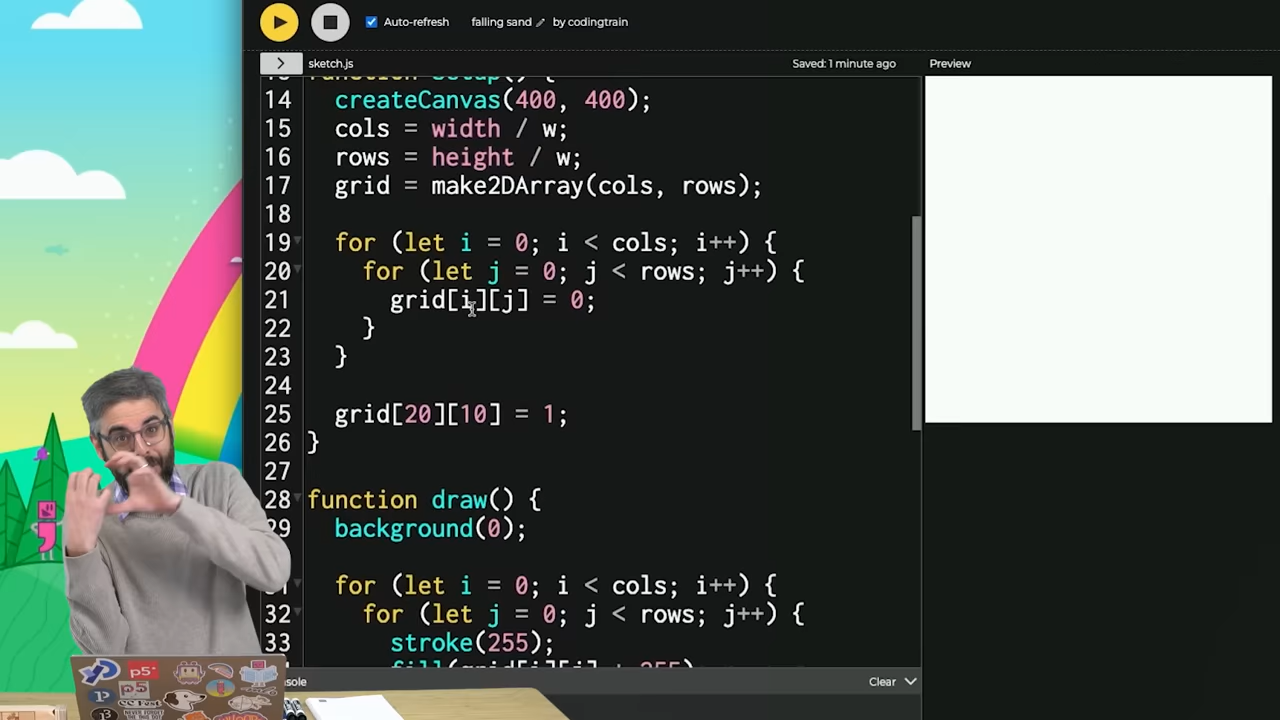 Auto-refresh falling sand by codingtrain
sketch.js Saved: 1 minute ago Preview
14 createCanvas(400, 400);
15 cols = width / w;
16 rows = height / w;
17 grid = make2DArray(cols, rows);
18
19 for (let i = 0; i < cols; i++) {
20 for (let j = 0; j < rows; j++) {
21 grid[i][j] = 0;
22 }
23 }
24
25 grid[20][10] = 1;
26 }
27
28 function draw() {
29 background(0);
for (let i = 0; i < cols; i++) {
32 for (let j = 0; j < rows; j++) {
33 stroke(255);
Clear
p5*
p5